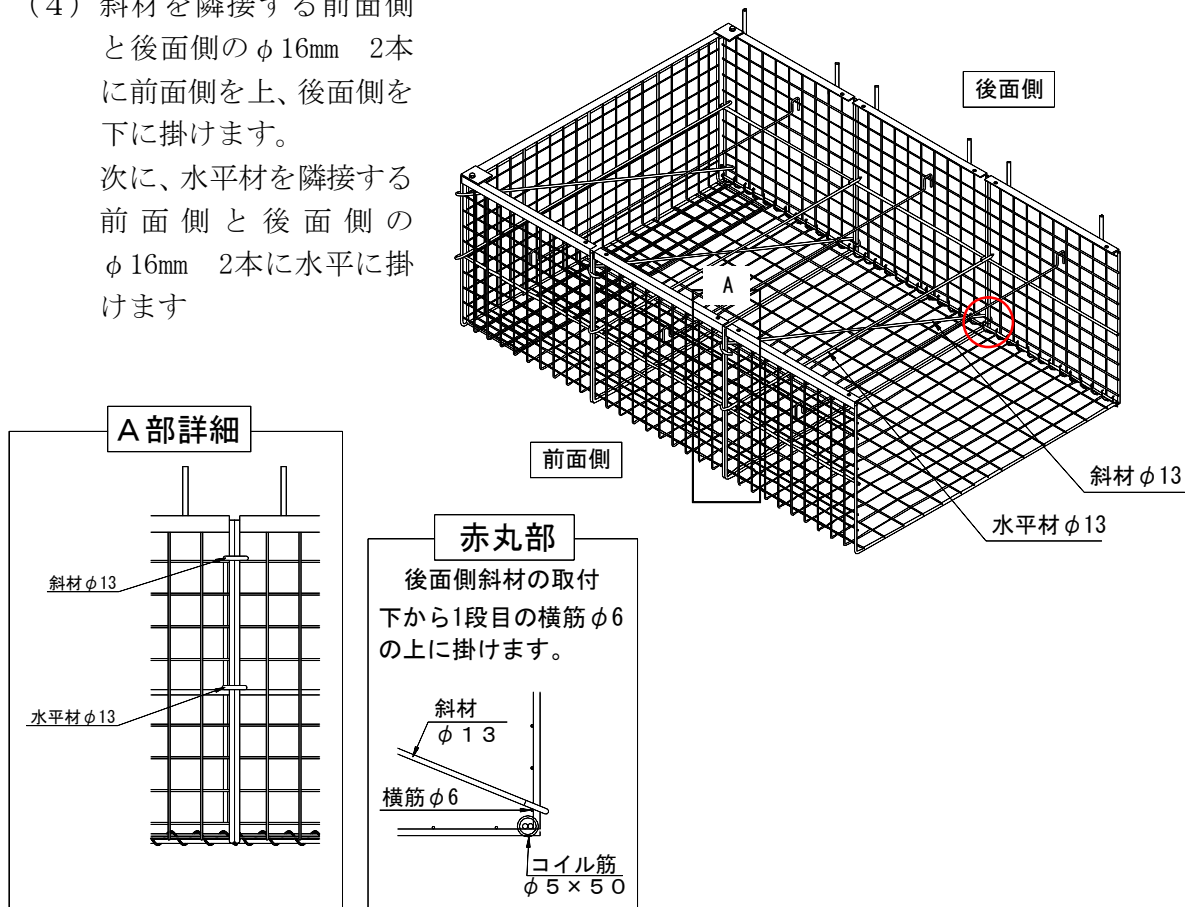 （4）斜材を隣接する前面側
と後面側のφ16mm　2本
に前面側を上、後面側を
下に掛けます。
次に、水平材を隣接する
前面側と後面側の
φ16mm　2本に水平に掛
けます
後面側
A
前面側
斜材φ13
水平材φ13
A部詳細
斜材φ13
水平材φ13
赤丸部
後面側斜材の取付
下から1段目の横筋φ6
の上に掛けます。
斜材
φ13
横筋φ6
コイル筋
φ5×50